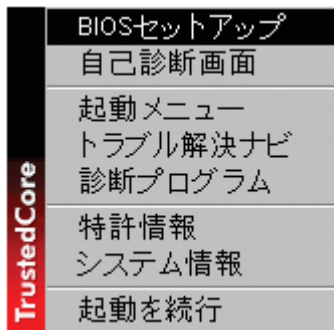 BIOSセットアップ
自己診断画面
起動メニュー
トラブル解決ナビ
診断プログラム
特許情報
システム情報
起動を続行
TrustedCore